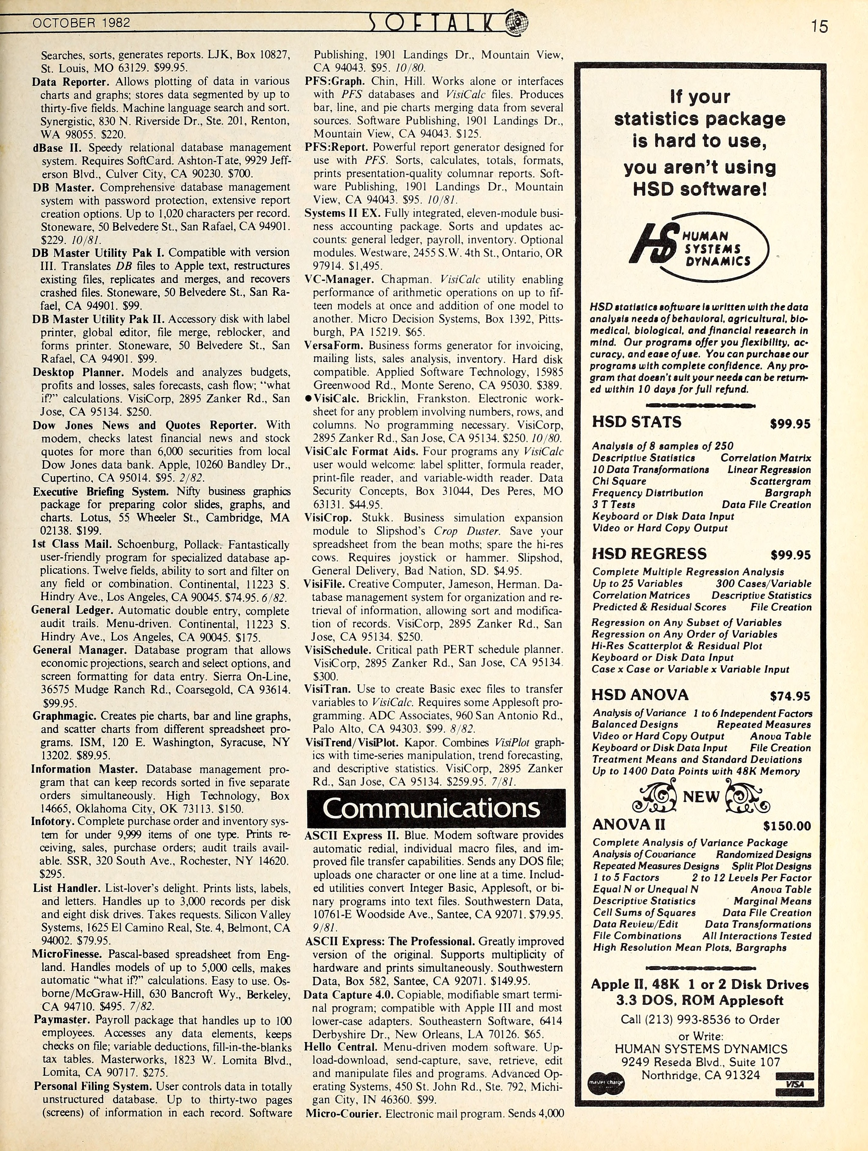 OCTOBER 1982
SOFTALK
15
Searches, sorts, generates reports. LJK, Box 10827,
St. Louis, MO 63129. $99.95.
Data Reporter. Allows plotting of data in various
charts and graphs; stores data segmented by up to
thirty-five fields. Machine language search and sort.
Synergistic, 830 N. Riverside Dr., Ste. 201, Renton,
WA 98055. $220.
dBase II. Speedy relational database management
system. Requires SoftCard. Ashton-Tate, 9929 Jeff-
erson Blvd., Culver City, CA 90230. $700.
DB Master. Comprehensive database management
system with password protection, extensive report
creation options. Up to 1,020 characters per record.
Stoneware, 50 Belvedere St., San Rafael, CA 94901.
$229. 10/81.
DB Master Utility Pak I. Compatible with version
III. Translates DB files to Apple text, restructures
existing files, replicates and merges, and recovers
crashed files. Stoneware, 50 Belvedere St., San Ra-
fael, CA 94901. $99.
DB Master Utility Pak II. Accessory disk with label
printer, global editor, file merge, reblocker, and
forms printer. Stoneware, 50 Belvedere St., San
Rafael, CA 94901. $99.
Desktop Planner. Models and analyzes budgets,
profits and losses, sales forecasts, cash flow; "what
if?" calculations. VisiCorp, 2895 Zanker Rd., San
Jose, CA 95134. $250.
Dow Jones News and Quotes Reporter. With
modem, checks latest financial news and stock
quotes for more than 6,000 securities from local
Dow Jones data bank. Apple, 10260 Bandley Dr.,
Cupertino, CA 95014. $95. 2/82.
Executive Briefing System. Nifty business graphics
package for preparing color slides, graphs, and
charts. Lotus, 55 Wheeler St., Cambridge, MA
02138. $199.
1st Class Mail. Schoenburg, Pollack. Fantastically
user-friendly program for specialized database ap-
plications. Twelve fields, ability to sort and filter on
any field or combination. Continental, 11223 S.
Hindry Ave., Los Angeles, CA 90045. $74.95. 6/82.
General Ledger. Automatic double entry, complete
audit trails. Menu-driven. Continental, 11223 S.
Hindry Ave., Los Angeles, CA 90045. $175.
General Manager. Database program that allows
economic projections, search and select options, and
screen formatting for data entry. Sierra On-Line,
36575 Mudge Ranch Rd., Coarsegold, CA 93614.
$99.95.
Graphmagic. Creates pie charts, bar and line graphs,
and scatter charts from different spreadsheet pro-
grams. ISM, 120 E. Washington, Syracuse, NY
13202. $89.95.
Information Master. Database management pro-
gram that can keep records sorted in five separate
orders simultaneously. High Technology, Box
14665, Oklahoma City, OK 73113. $150.
Infotory. Complete purchase order and inventory sys-
tem for under 9,999 items of one type. Prints re-
ceiving, sales, purchase orders; audit trails avail-
able. SSR, 320 South Ave., Rochester, NY 14620.
$295.
List Handler. List-lover's delight. Prints lists, labels,
and letters. Handles up to 3,000 records per disk
and eight disk drives. Takes requests. Silicon Valley
Systems, 1625 El Camino Real, Ste. 4, Belmont, CA
94002. $79.95.
MicroFinesse. Pascal-based spreadsheet from Eng-
land. Handles models of up to 5,000 cells, makes
automatic "what if?" calculations. Easy to use. Os-
borne/McGraw-Hill, 630 Bancroft Wy., Berkeley,
CA 94710. $495. 7/82.
Paymaster. Payroll package that handles up to 100
employees. Accesses any data elements, keeps
checks on file; variable deductions, fill-in-the-blanks
tax tables. Masterworks, 1823 W. Lomita Blvd.,
Lomita, CA 90717. $275.
Personal Filing System. User controls data in totally
unstructured database. Up to thirty-two pages
(screens) of information in each record. Software
Publishing, 1901 Landings Dr., Mountain View,
CA 94043. $95. 10/80.
PFS:Graph. Chin, Hill. Works alone or interfaces
with PFS databases and VisiCalc files. Produces
bar, line, and pie charts merging data from several
sources. Software Publishing, 1901 Landings Dr.,
Mountain View, CA 94043. $125.
PFS:Report. Powerful report generator designed for
use with PFS. Sorts, calculates, totals, formats,
prints presentation-quality columnar reports. Soft-
ware Publishing, 1901 Landings Dr., Mountain
View, CA 94043. $95. 10/81.
Systems II EX. Fully integrated, eleven-module busi-
ness accounting package. Sorts and updates ac-
counts: general ledger, payroll, inventory. Optional
modules. Westware, 2455 S.W. 4th St., Ontario, OR
97914. $1,495.
VC-Manager. Chapman. VisiCalc utility enabling
performance of arithmetic operations on up to fif-
teen models at once and addition of one model to
another. Micro Decision Systems, Box 1392, Pitts-
burgh, PA 15219. $65.
VersaForm. Business forms generator for invoicing,
mailing lists, sales analysis, inventory. Hard disk
compatible. Applied Software Technology, 15985
Greenwood Rd., Monte Sereno, CA 95030. $389.
●VisiCalc. Bricklin, Frankston. Electronic work-
sheet for any problem involving numbers, rows, and
columns. No programming necessary. VisiCorp,
2895 Zanker Rd., San Jose, CA 95134. $250. 10/80.
VisiCalc Format Aids. Four programs any VisiCalc
user would welcome: label splitter, formula reader,
print-file reader, and variable-width reader. Data
Security Concepts, Box 31044, Des Peres, MO
63131. $44.95.
VisiCrop. Stukk. Business simulation expansion
module to Slipshod's Crop Duster. Save your
spreadsheet from the bean moths; spare the hi-res
cows. Requires joystick or hammer. Slipshod,
General Delivery, Bad Nation, SD. $4.95.
VisiFile. Creative Computer, Jameson, Herman. Da-
tabase management system for organization and re-
trieval of information, allowing sort and modifica-
tion of records. VisiCorp, 2895 Zanker Rd., San
Jose, CA 95134. $250.
VisiSchedule. Critical path PERT schedule planner.
VisiCorp, 2895 Zanker Rd., San Jose, CA 95134.
$300.
VisiTran. Use to create Basic exec files to transfer
variables to VisiCalc. Requires some Applesoft pro-
gramming. ADC Associates, 960 San Antonio Rd.,
Palo Alto, CA 94303. $99. 8/82.
VisiTrend/VisiPlot. Kapor. Combines VisiPlot graph-
ics with time-series manipulation, trend forecasting,
and descriptive statistics. VisiCorp, 2895 Zanker
Rd., San Jose, CA 95134. $259.95. 7/81.
Communications
ASCII Express II. Blue. Modem software provides
automatic redial, individual macro files, and im-
proved file transfer capabilities. Sends any DOS file;
uploads one character or one line at a time. Includ-
ed utilities convert Integer Basic, Applesoft, or bi-
nary programs into text files. Southwestern Data,
10761-E Woodside Ave., Santee, CA 92071. $79.95.
9/81.
ASCII Express: The Professional. Greatly improved
version of the original. Supports multiplicity of
hardware and prints simultaneously. Southwestern
Data, Box 582, Santee, CA 92071. $149.95.
Data Capture 4.0. Copiable, modifiable smart termi-
nal program; compatible with Apple III and most
lower-case adapters. Southeastern Software, 6414
Derbyshire Dr., New Orleans, LA 70126. $65.
Hello Central. Menu-driven modem software. Up-
load-download, send-capture, save, retrieve, edit
and manipulate files and programs. Advanced Op-
erating Systems, 450 St. John Rd., Ste. 792, Michi-
gan City, IN 46360. $99.
Micro-Courier. Electronic mail program. Sends 4,000
If your
statistics package
is hard to use,
you aren't using
HSD software!
HS HUMAN
SYSTEMS
DYNAMICS
HSD statistics software is written with the data
analysis needs of behavioral, agricultural, bio-
medical, biological, and financial research in
mind. Our programs offer you flexibility, ac-
curacy, and ease of use. You can purchase our
programs with complete confidence. Any pro-
gram that doesn't suit your needs can be return-
ed within 10 days for full refund.
HSD STATS $99.95
Analysis of 8 samples of 250
Descriptive Statistics Correlation Matrix
10 Data Transformations Linear Regression
Chi Square Scattergram
Frequency Distribution Bargraph
3 T Tests Data File Creation
Keyboard or Disk Data Input
Video or Hard Copy Output
HSD REGRESS $99.95
Complete Multiple Regression Analysis
Up to 25 Variables 300 Cases/Variable
Correlation Matrices Descriptive Statistics
Predicted & Residual Scores File Creation
Regression on Any Subset of Variables
Regression on Any Order of Variables
Hi-Res Scatterplot & Residual Plot
Keyboard or Disk Data Input
Case x Case or Variable x Variable Input
HSD ANOVA $74.95
Analysis of Variance 1 to 6 Independent Factors
Balanced Designs Repeated Measures
Video or Hard Copy Output Anova Table
Keyboard or Disk Data Input File Creation
Treatment Means and Standard Deviations
Up to 1400 Data Points with 48K Memory
NEW
ANOVA II $150.00
Complete Analysis of Variance Package
Analysis of Covariance Randomized Designs
Repeated Measures Designs Split Plot Designs
1 to 5 Factors 2 to 12 Levels Per Factor
Equal N or Unequal N Anova Table
Descriptive Statistics Marginal Means
Cell Sums of Squares Data File Creation
Data Review/Edit Data Transformations
File Combinations All Interactions Tested
High Resolution Mean Plots, Bargraphs
Apple II, 48K 1 or 2 Disk Drives
3.3 DOS, ROM Applesoft
Call (213) 993-8536 to Order
or Write:
HUMAN SYSTEMS DYNAMICS
9249 Reseda Blvd., Suite 107
Northridge, CA 91324
master charge
VISA